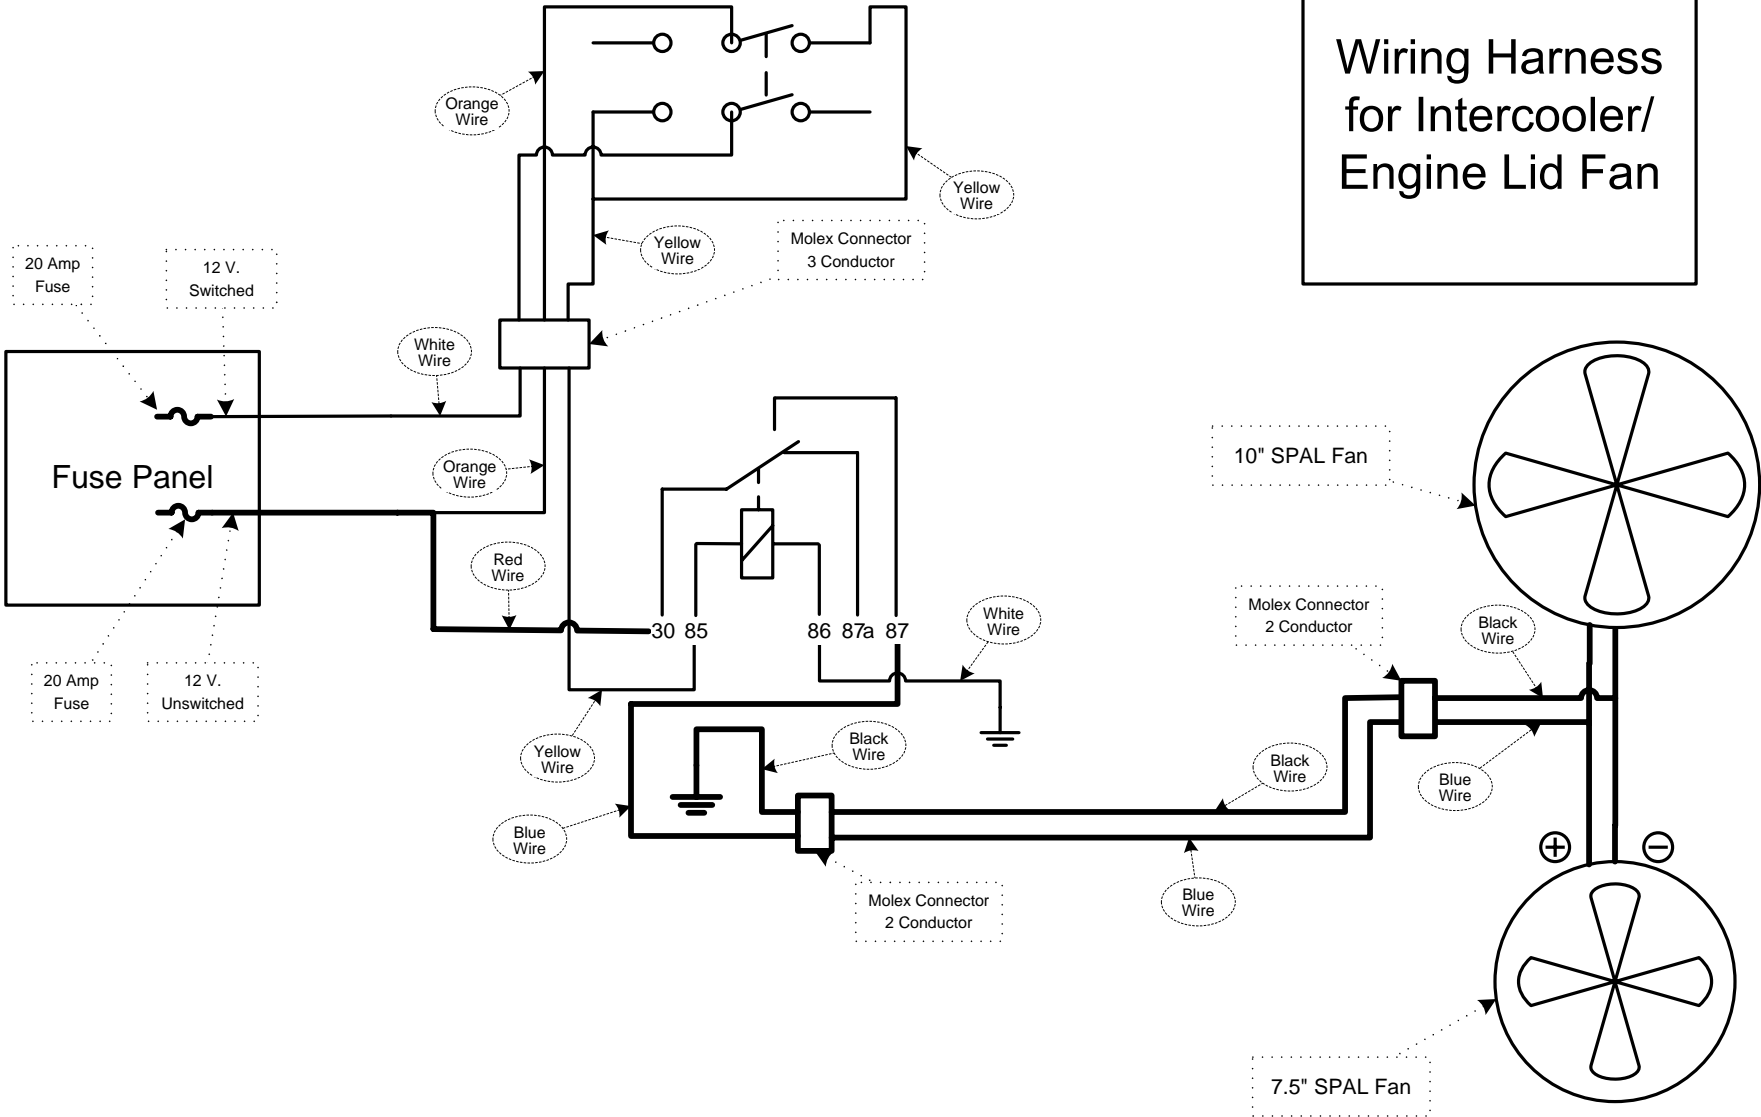 Wiring Harness
for Intercooler/
Engine Lid Fan
Orange
Wire
Yellow
Wire
Yellow
Wire
Molex Connector
3 Conductor
20 Amp
Fuse
12 V.
Switched
White
Wire
Fuse Panel
Orange
Wire
10" SPAL Fan
Red
Wire
30 85 86 87a 87
White
Wire
Molex Connector
2 Conductor
Black
Wire
20 Amp
Fuse
12 V.
Unswitched
Yellow
Wire
Black
Wire
Black
Wire
Blue
Wire
Blue
Wire
+ −
Molex Connector
2 Conductor
Blue
Wire
7.5" SPAL Fan